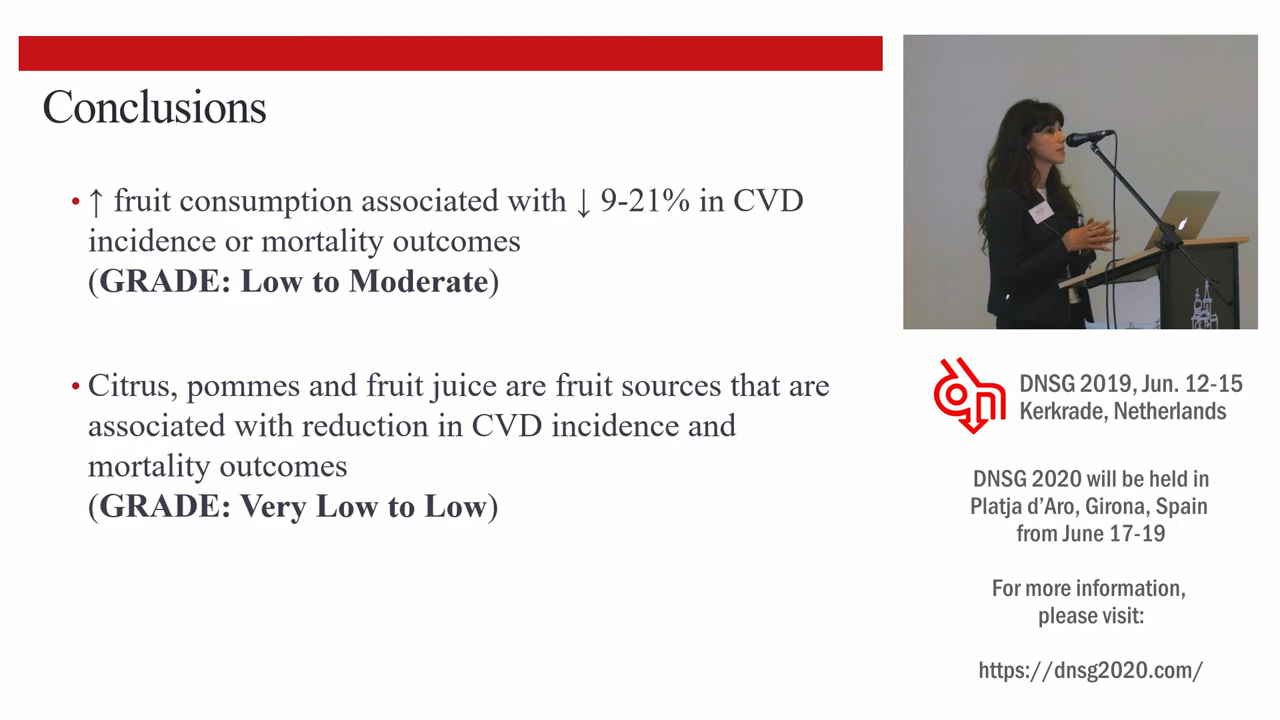 Conclusions
• ↑ fruit consumption associated with ↓ 9-21% in CVD
incidence or mortality outcomes
(GRADE: Low to Moderate)
• Citrus, pommes and fruit juice are fruit sources that are
associated with reduction in CVD incidence and
mortality outcomes
(GRADE: Very Low to Low)
DNSG 2019, Jun. 12-15
Kerkrade, Netherlands
DNSG 2020 will be held in
Platja d’Aro, Girona, Spain
from June 17-19
For more information,
please visit:
https://dnsg2020.com/